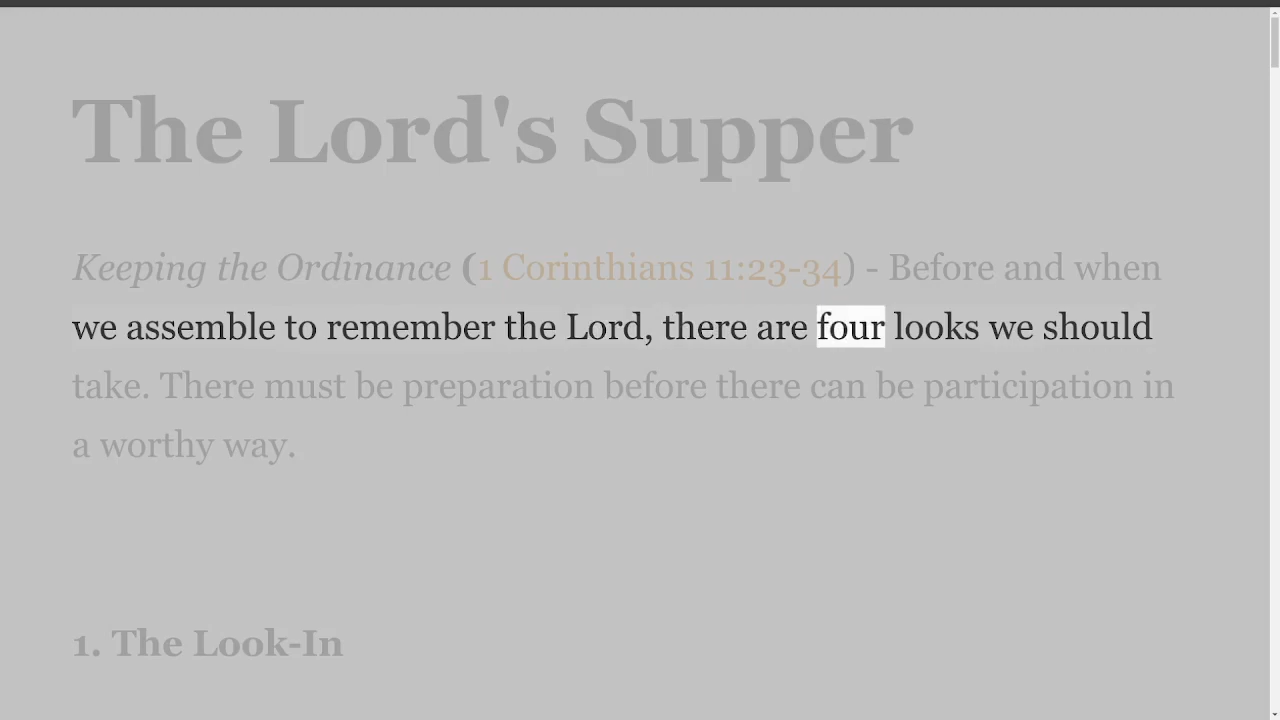 The Lord's Supper
Keeping the Ordinance (1 Corinthians 11:23-34) - Before and when
we assemble to remember the Lord, there are four looks we should
take. There must be preparation before there can be participation in
a worthy way.
1. The Look-In